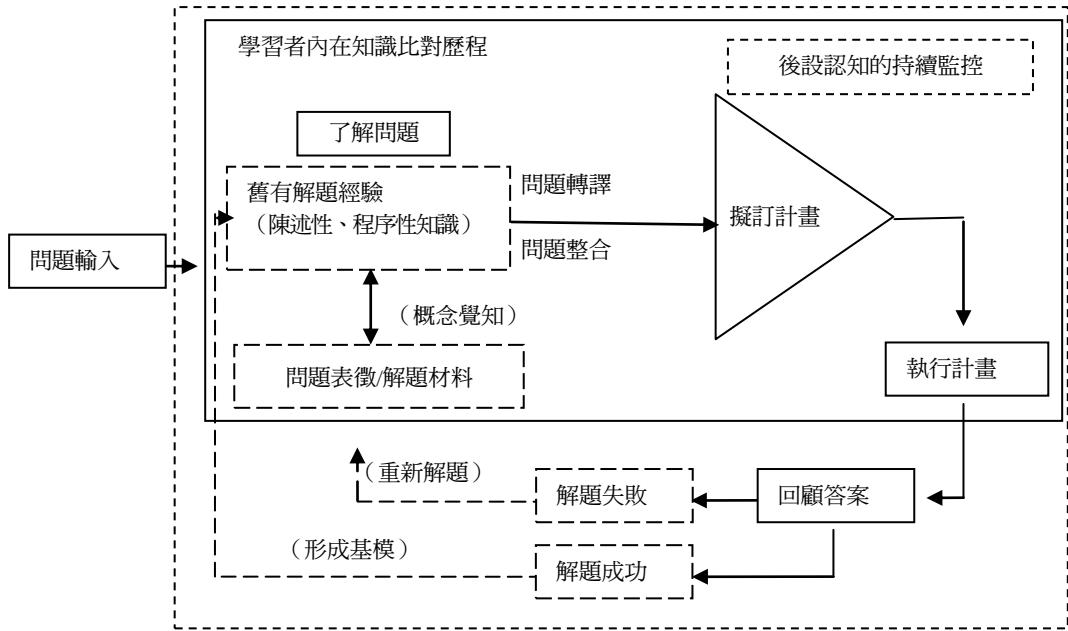 學習者內在知識比對歷程
後設認知的持續監控
了解問題
舊有解題經驗
（陳述性、程序性知識）
問題轉譯
問題整合
擬訂計畫
問題輸入
（概念覺知）
問題表徵/解題材料
執行計畫
（重新解題）
解題失敗
回顧答案
（形成基模）
解題成功